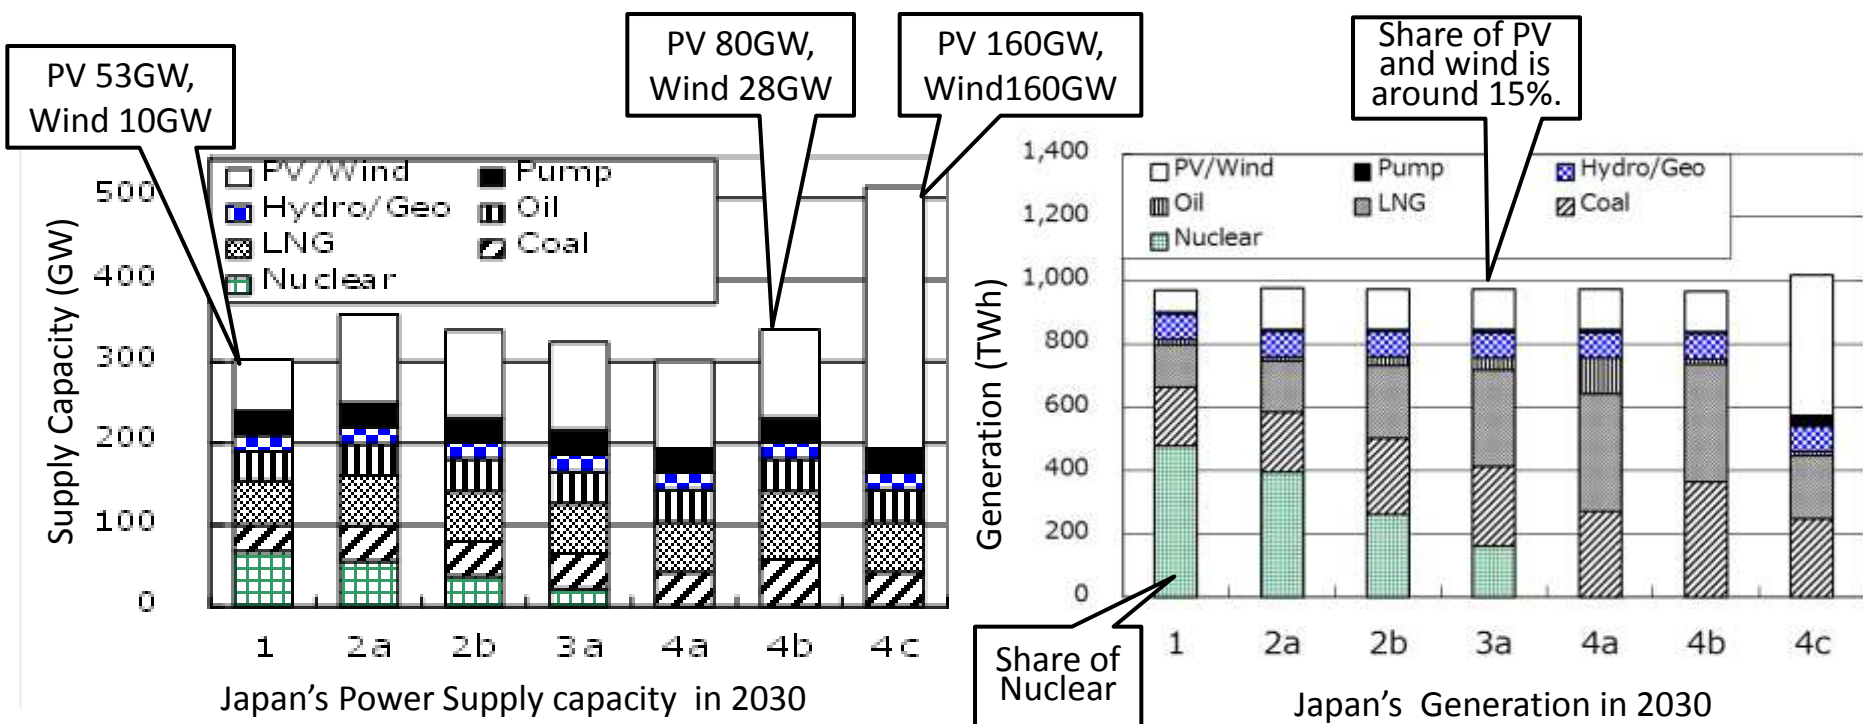 PV 53GW,
Wind 10GW
PV 80GW,
Wind 28GW
PV 160GW,
Wind160GW
Share of PV
and wind is
around 15%.
Supply Capacity (GW)
500
400
300
200
100
0
PV/Wind Pump
Hydro/Geo Oil
LNG Coal
Nuclear
1 2a 2b 3a 4a 4b 4c
Japan's Power Supply capacity in 2030
Generation (TWh)
1,400
1,200
1,000
800
600
400
200
0
PV/Wind Pump Hydro/Geo
Oil LNG Coal
Nuclear
1 2a 2b 3a 4a 4b 4c
Share of
Nuclear
Japan's Generation in 2030